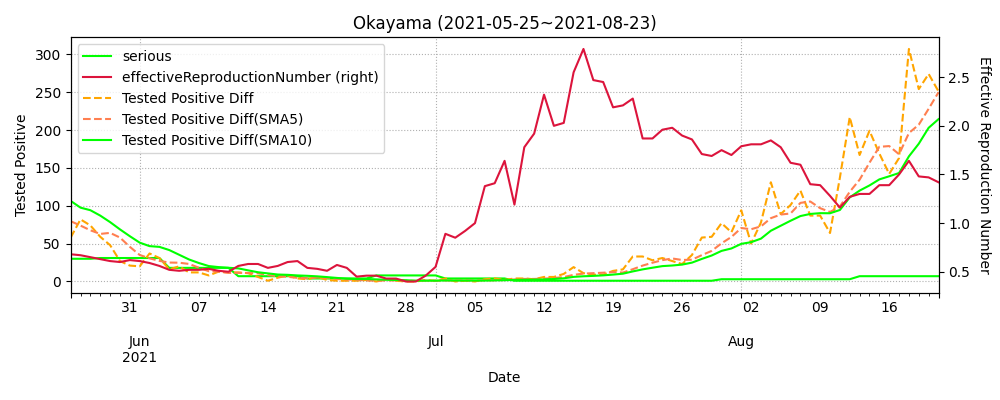 Okayama (2021-05-25~2021-08-23)
serious
effectiveReproductionNumber (right)
Tested Positive Diff
Tested Positive Diff(SMA5)
Tested Positive Diff(SMA10)
Tested Positive
300
250
200
150
100
50
0
2.5
2.0
1.5
1.0
0.5
Effective Reproduction Number
31 07 14 21 28 05 12 19 26 02 09 16
Jun Jul Aug
2021
Date